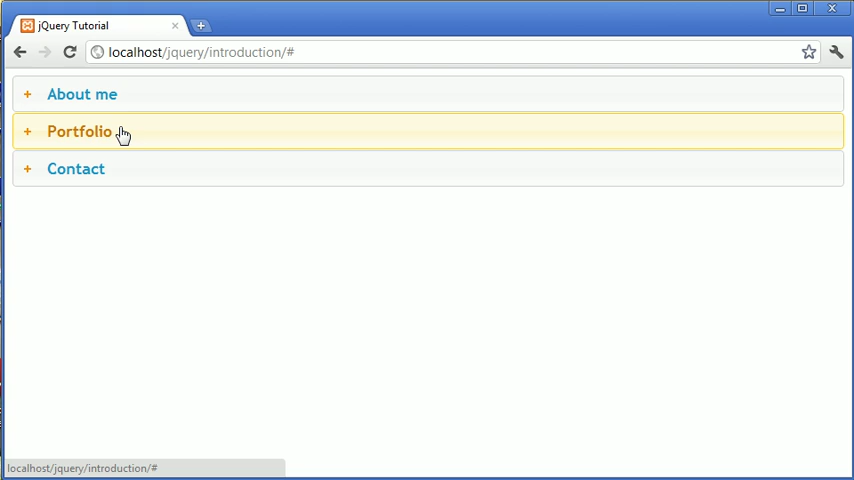 jQuery Tutorial
localhost/jquery/introduction/#
About me
Portfolio
Contact
localhost/jquery/introduction/#